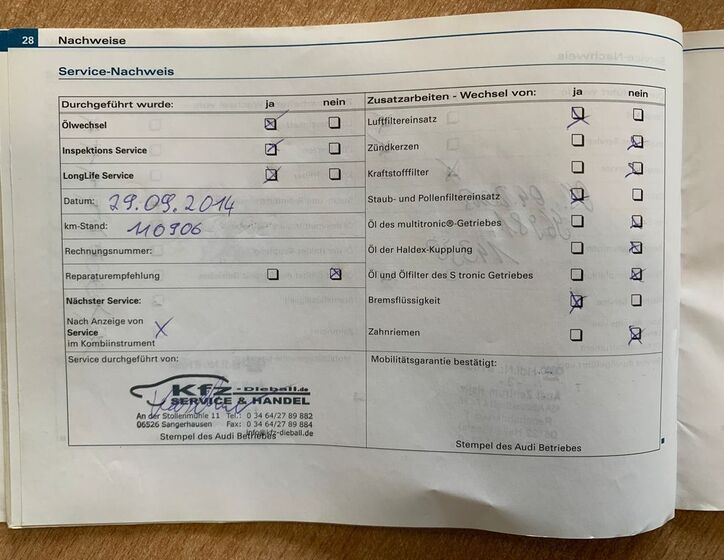 28 Nachweise
Service-Nachweis
Durchgeführt wurde: ja nein
Ölwechsel
Inspektions Service
LongLife Service
Datum: 29.09.2014
km-Stand: 110906
Rechnungsnummer:
Reparaturempfehlung
Nächster Service:
Nach Anzeige von
Service X
im Kombiinstrument
Service durchgeführt von:
Kfz - Dieball.de
SERVICE & HANDEL
An der Stollenmühle 11 Tel.: 0 34 64/27 89 882
06526 Sangerhausen Fax: 0 34 64/27 89 884
info@kfz-dieball.de
Stempel des Audi Betriebes
Zusatzarbeiten - Wechsel von: ja nein
Luftfiltereinsatz
Zündkerzen
Kraftstofffilter
Staub- und Pollenfiltereinsatz
Öl des multitronic®-Getriebes
Öl der Haldex-Kupplung
Öl und Ölfilter des S tronic Getriebes
Bremsflüssigkeit
Zahnriemen
Mobilitätsgarantie bestätigt:
Stempel des Audi Betriebes